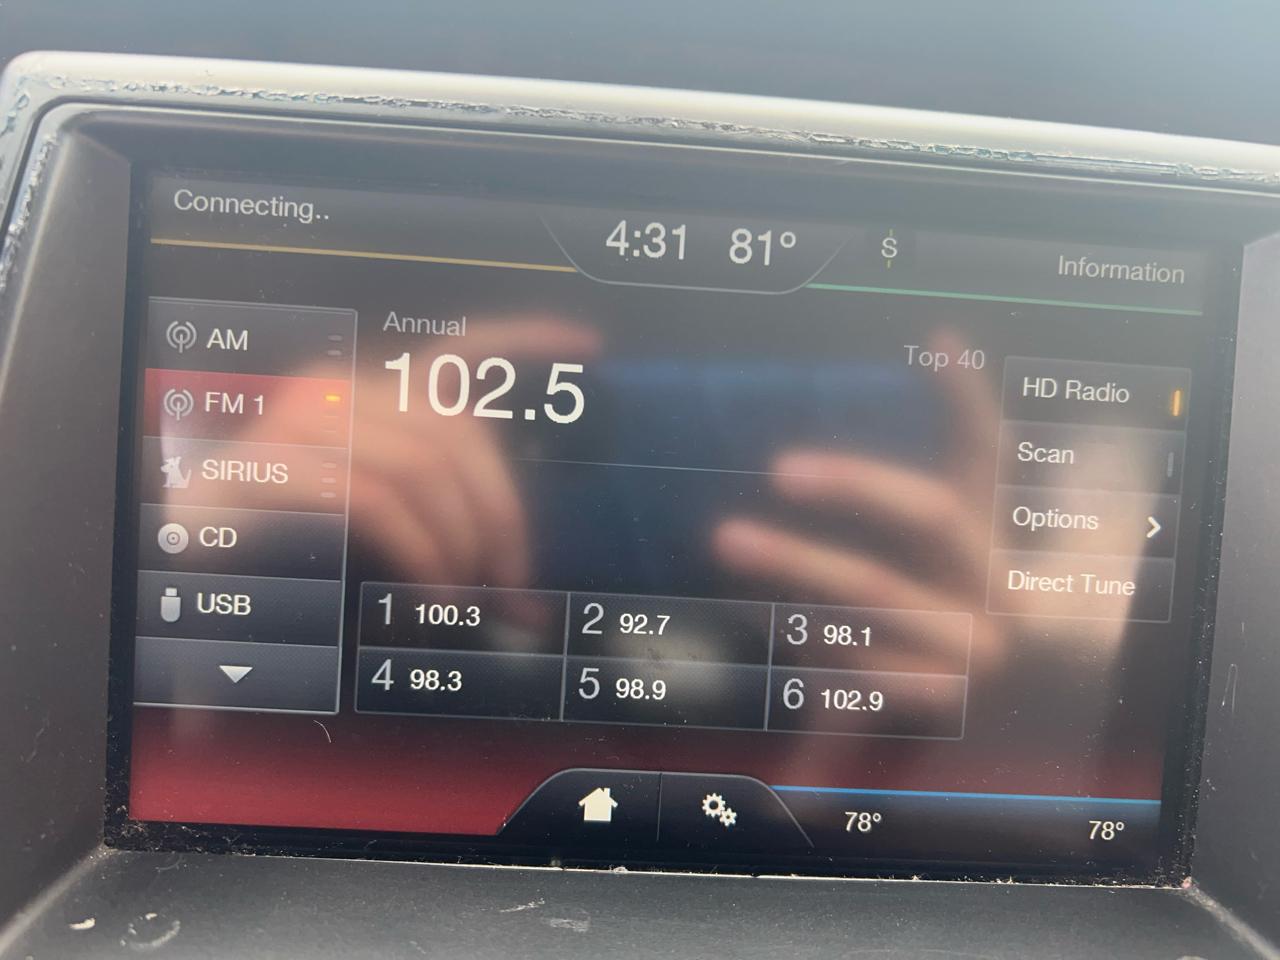 Connecting..
4:31 81°
S
Information
AM
FM 1
SIRIUS
CD
USB
Annual
102.5
Top 40
HD Radio
Scan
Options
Direct Tune
1 100.3
2 92.7
3 98.1
4 98.3
5 98.9
6 102.9
78°
78°